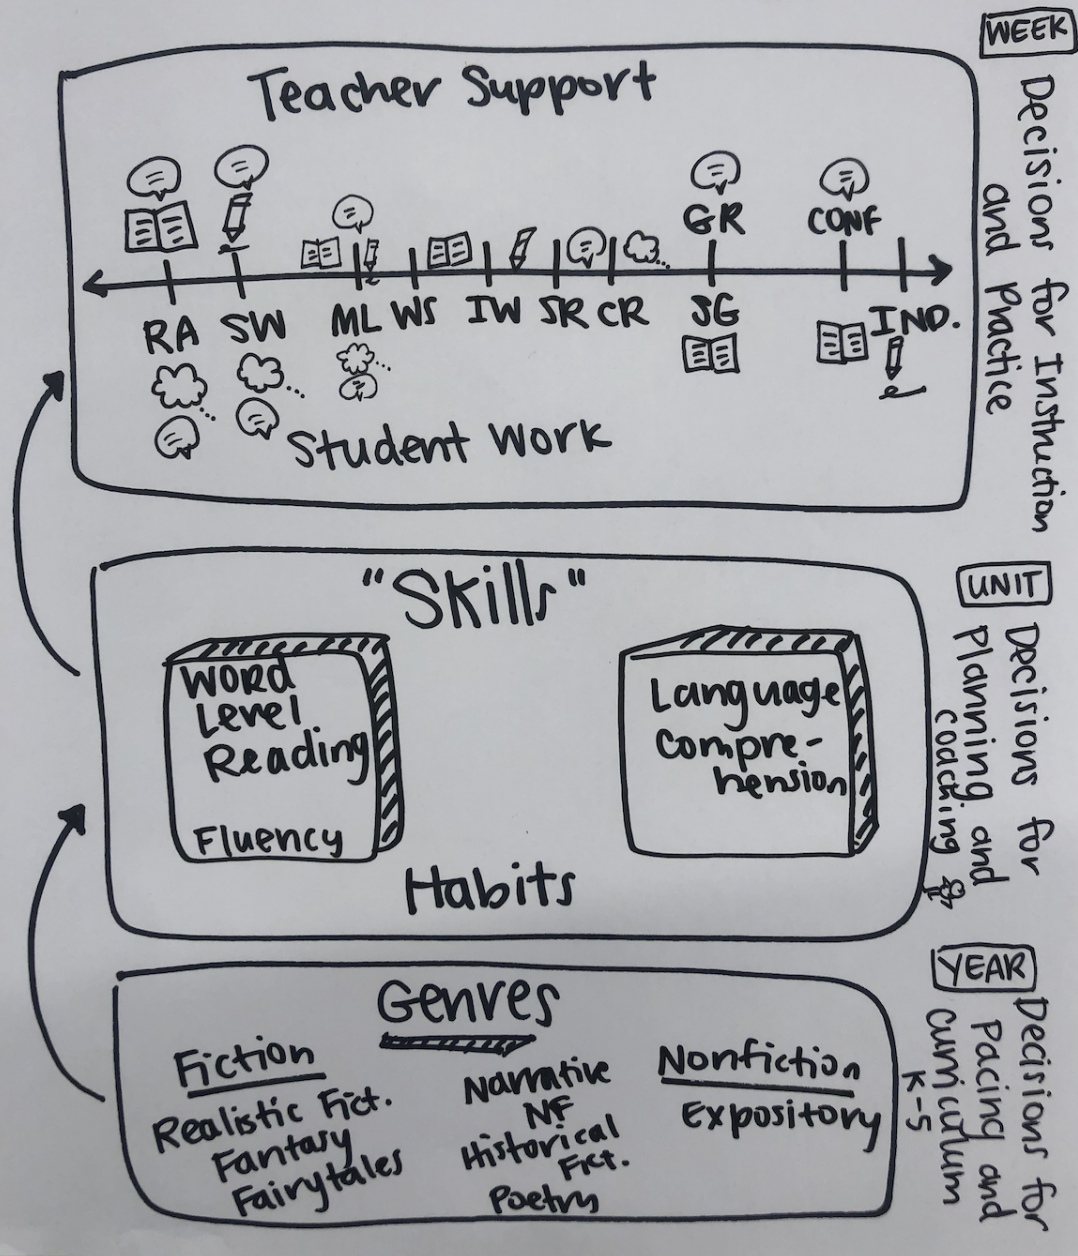 WEEK
Decisions for Instruction
and Practice
Teacher Support
GR
CONF
RA
SW
ML
WS
IW
SR
CR
SG
IND.
Student Work
UNIT
Decisions for
Planning and
coaching
"Skills"
Word
Level
Reading
Fluency
Language
Compre-
hension
Habits
YEAR
Decisions for
Pacing and
Curriculum
K-5
Genres
Fiction
Realistic Fict.
Fantasy
Fairytales
Narrative
NF
Historical
Fict.
Poetry
Nonfiction
Expository